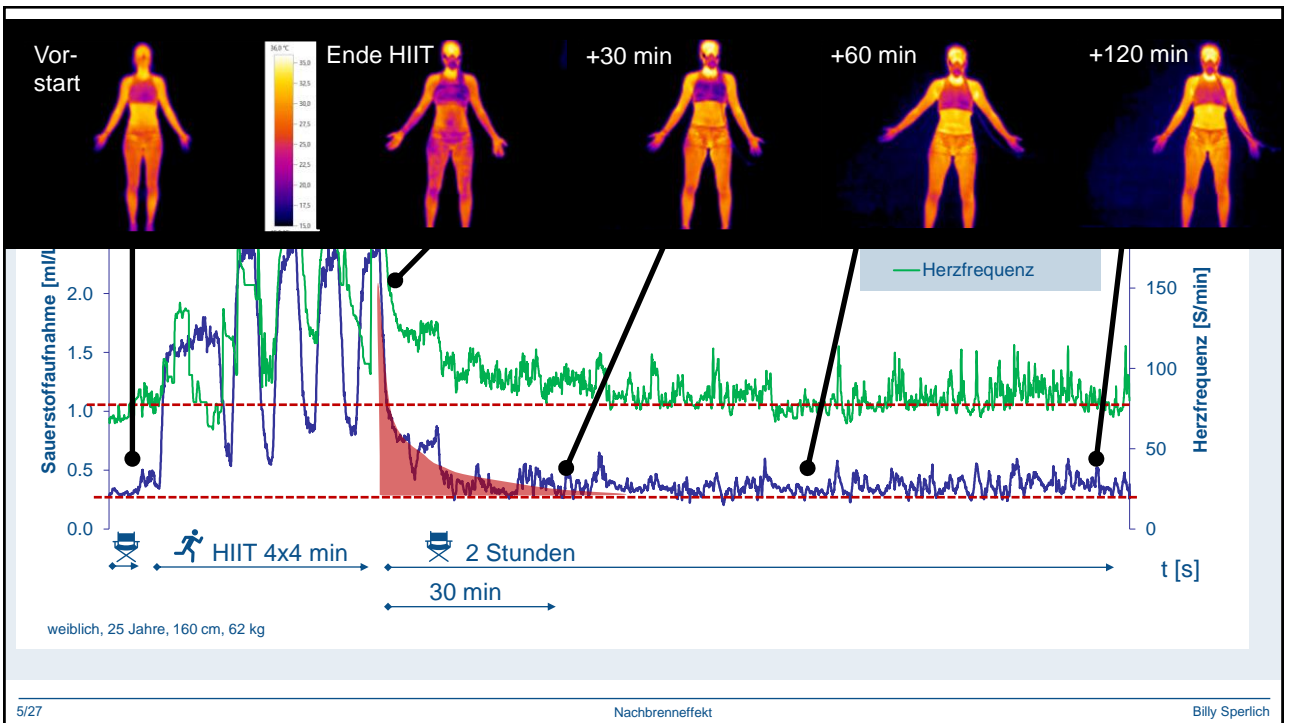 Vor-
start
Ende HIIT
+30 min
+60 min
+120 min
36,0 °C
35,0
32,5
30,0
27,5
25,0
22,5
20,0
17,5
15,0
Sauerstoffaufnahme [ml/
2.0
1.5
1.0
0.5
0.0
Herzfrequenz
150
100
50
0
Herzfrequenz [S/min]
HIIT 4x4 min
2 Stunden
t [s]
30 min
weiblich, 25 Jahre, 160 cm, 62 kg
5/27
Nachbrenneffekt
Billy Sperlich